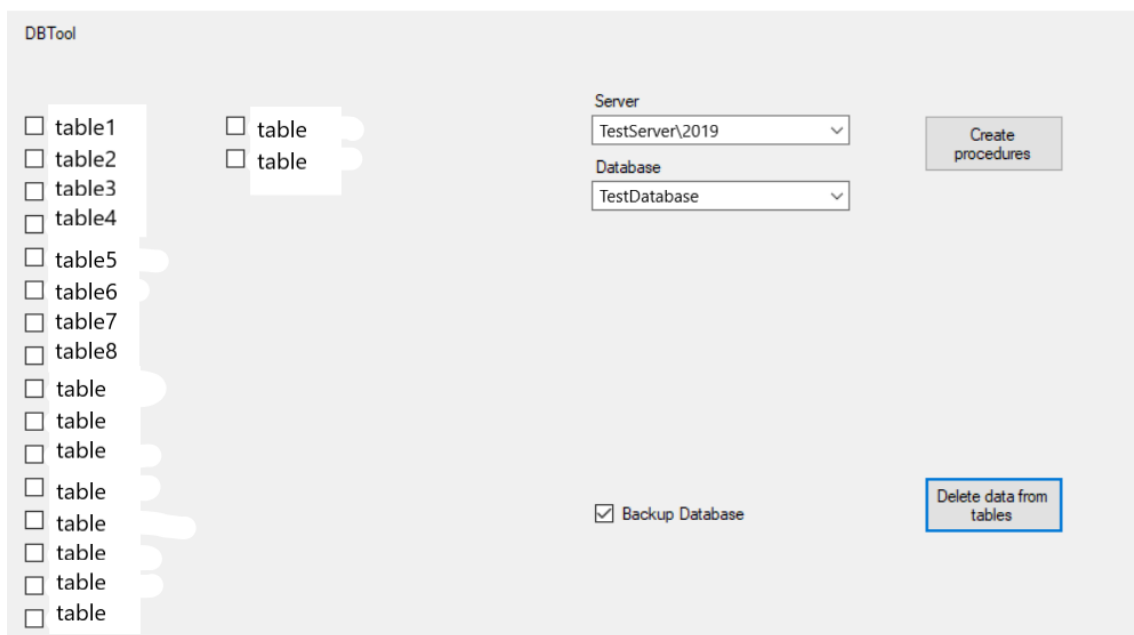 DBTool
table1
table2
table3
table4
table5
table6
table7
table8
table
table
table
table
table
table
table
table
table
table
Server
TestServer\2019
Database
TestDatabase
Create
procedures
Backup Database
Delete data from
tables